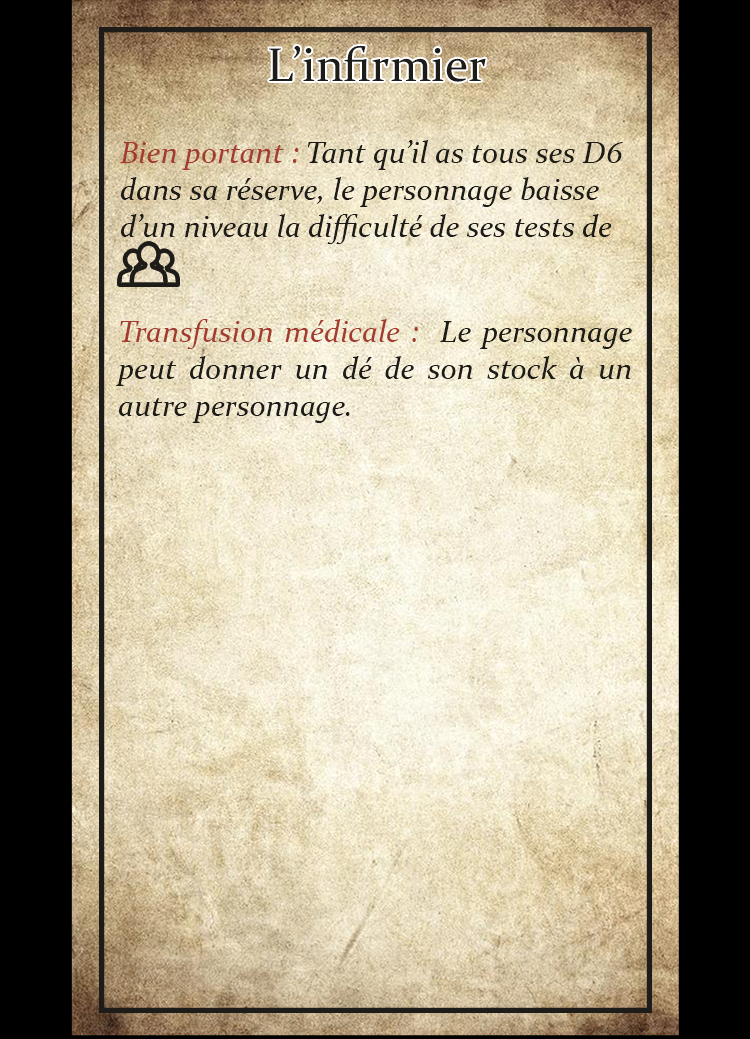 L’infirmier
Bien portant : Tant qu’il as tous ses D6
dans sa réserve, le personnage baisse
d’un niveau la difficulté de ses tests de
Transfusion médicale : Le personnage
peut donner un dé de son stock à un
autre personnage.